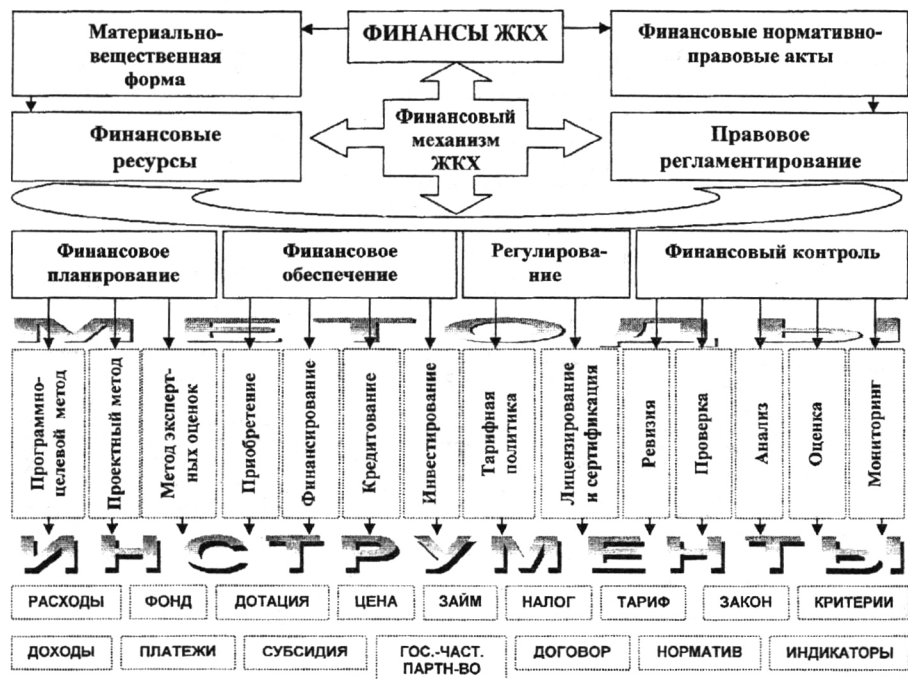 Материально-
вещественная
форма
ФИНАНСЫ ЖКХ
Финансовые нормативно-
правовые акты
Финансовые
ресурсы
Финансовый
механизм
ЖКХ
Правовое
регламентирование
Финансовое
планирование
Финансовое
обеспечение
Регулирова-
ние
Финансовый контроль
МЕТОДЫ
Программно-
целевой метод
Проектный метод
Метод эксперт-
ных оценок
Приобретение
Финансирование
Кредитование
Инвестирование
Тарифная
политика
Лицензирование
и сертификация
Ревизия
Проверка
Анализ
Оценка
Мониторинг
ИНСТРУМЕНТЫ
РАСХОДЫ
ФОНД
ДОТАЦИЯ
ЦЕНА
ЗАЙМ
НАЛОГ
ТАРИФ
ЗАКОН
КРИТЕРИИ
ДОХОДЫ
ПЛАТЕЖИ
СУБСИДИЯ
ГОС.-ЧАСТ.
ПАРТН-ВО
ДОГОВОР
НОРМАТИВ
ИНДИКАТОРЫ